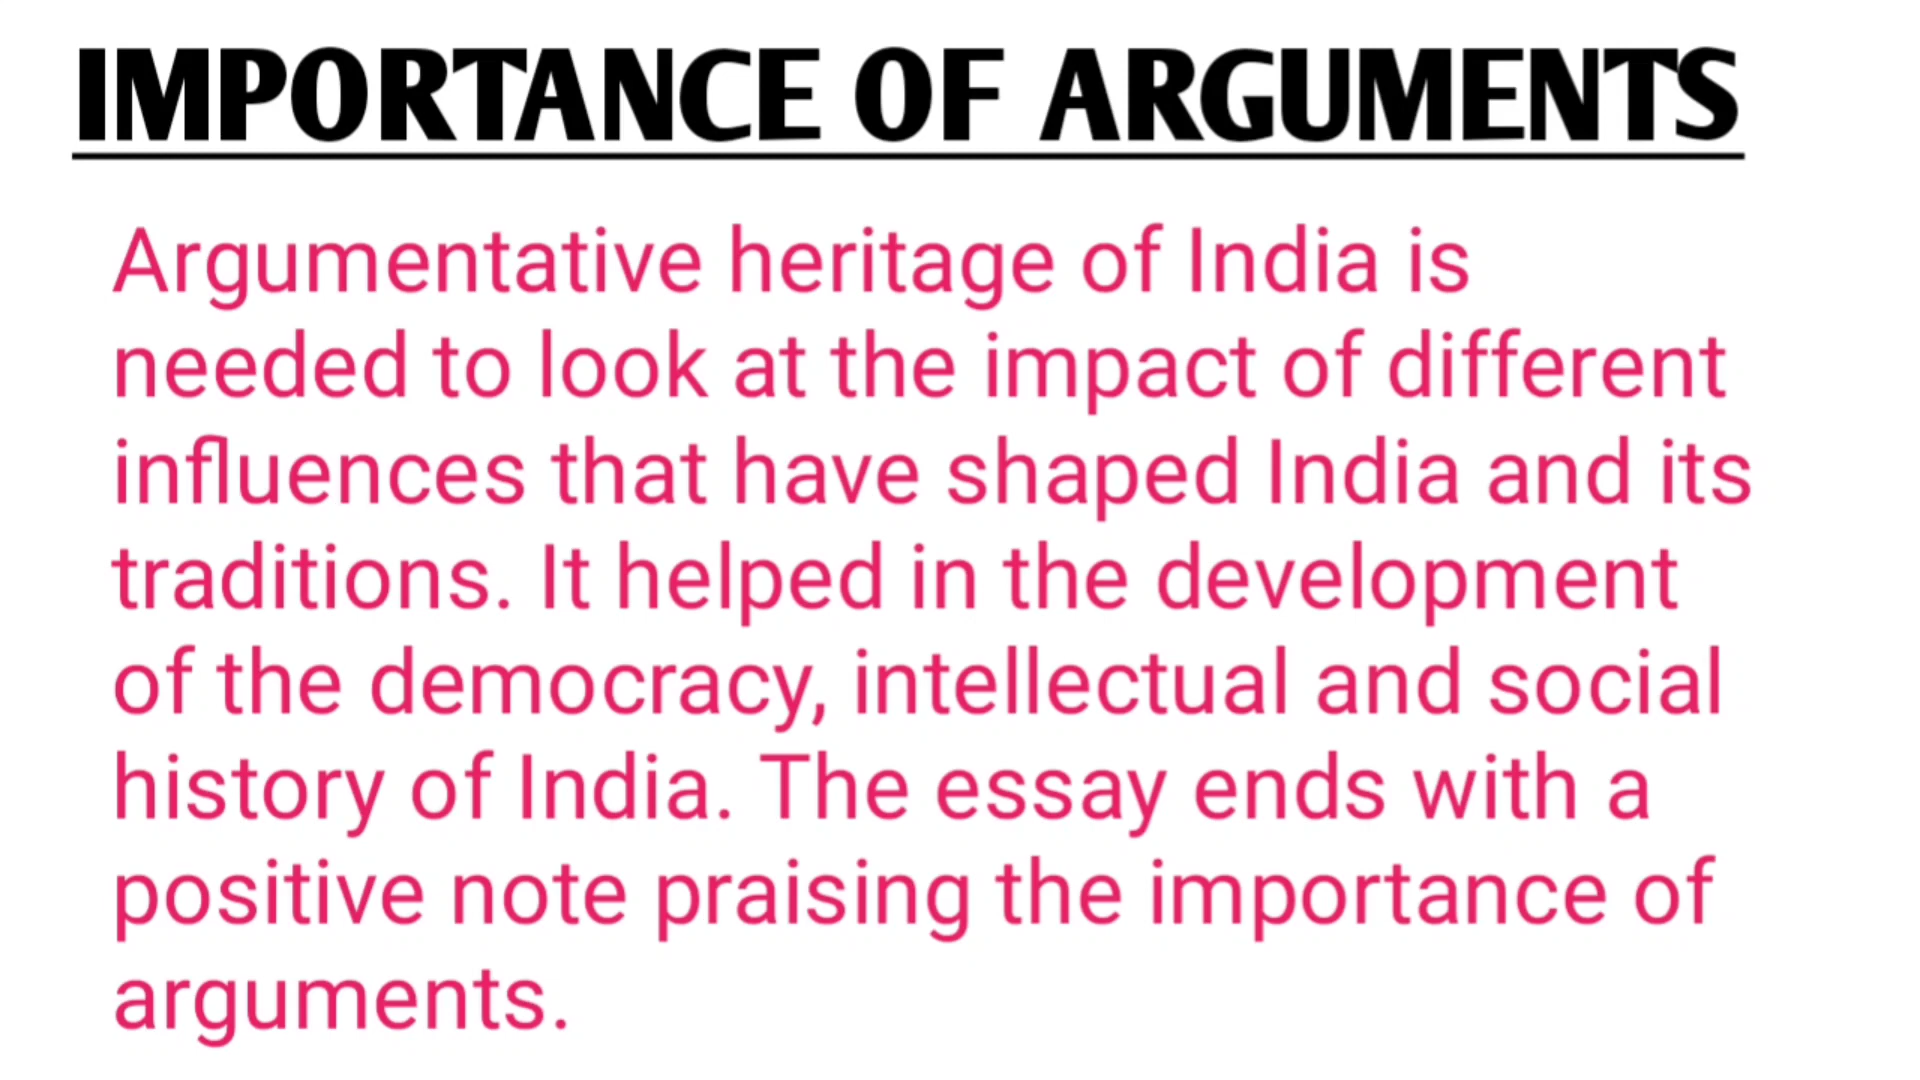 IMPORTANCE OF ARGUMENTS
Argumentative heritage of India is
needed to look at the impact of different
influences that have shaped India and its
traditions. It helped in the development
of the democracy, intellectual and social
history of India. The essay ends with a
positive note praising the importance of
arguments.